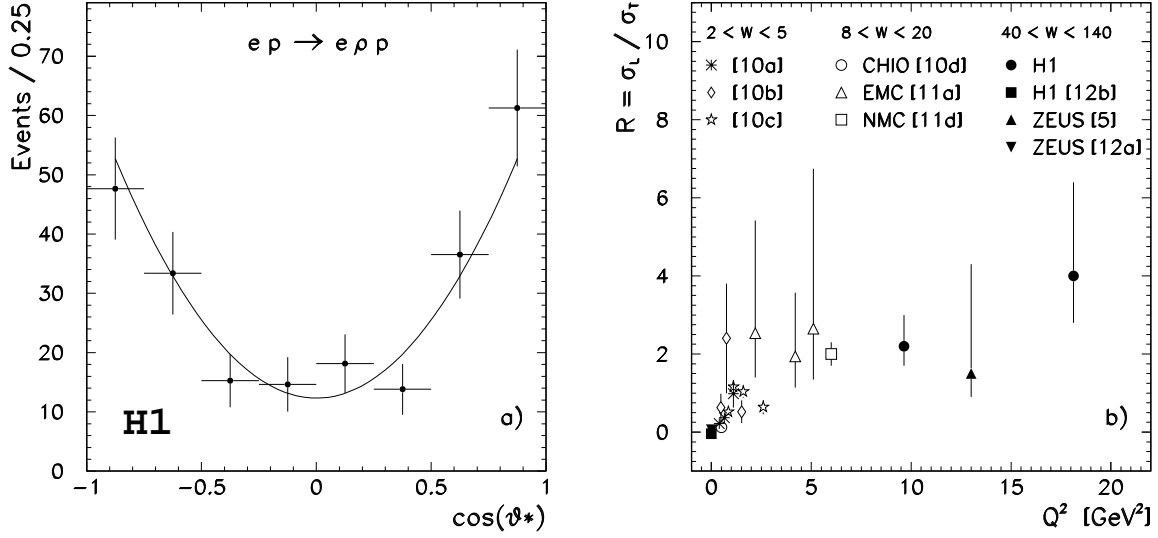 Events / 0.25
70
60
50
40
30
20
10
0
−1
−0.5
0
0.5
1
cos(ϑ*)
e p → e ρ p
H1
a)
R = σL / σT
10
8
6
4
2
0
0
5
10
15
20
Q² [GeV²]
2 < W < 5
[10a]
[10b]
[10c]
8 < W < 20
CHIO [10d]
EMC [11a]
NMC [11d]
40 < W < 140
H1
H1 [12b]
ZEUS [5]
ZEUS [12a]
b)